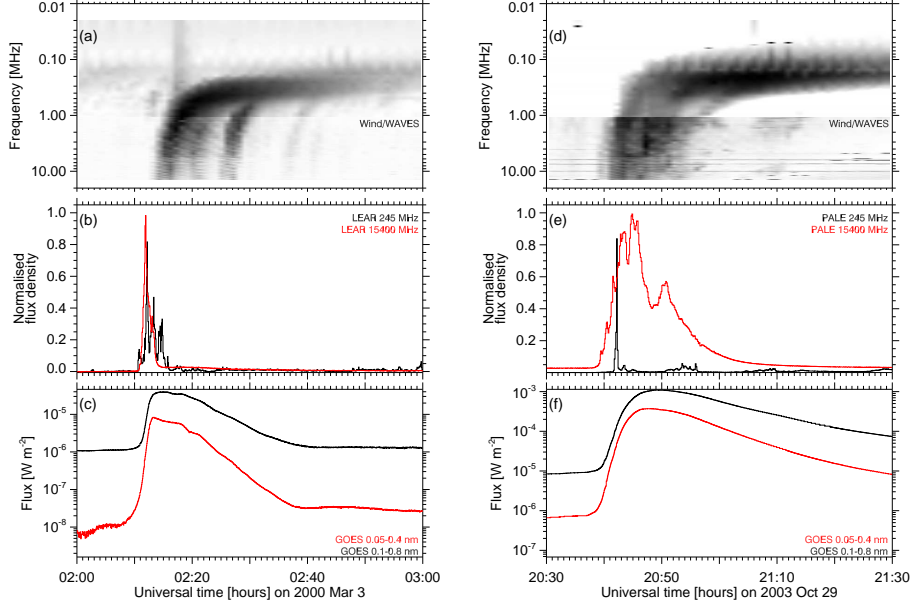 (a)
0.01
0.10
1.00
10.00
Frequency [MHz]
Wind/WAVES
(b)
1.0
0.8
0.6
0.4
0.2
0.0
Normalised
flux density
LEAR 245 MHz
LEAR 15400 MHz
(c)
10-5
10-6
10-7
10-8
Flux [W m-2]
GOES 0.05-0.4 nm
GOES 0.1-0.8 nm
02:00
02:20
02:40
03:00
Universal time [hours] on 2000 Mar 3
(d)
0.01
0.10
1.00
10.00
Frequency [MHz]
Wind/WAVES
(e)
1.0
0.8
0.6
0.4
0.2
Normalised
flux density
PALE 245 MHz
PALE 15400 MHz
(f)
10-3
10-4
10-5
10-6
10-7
Flux [W m-2]
GOES 0.05-0.4 nm
GOES 0.1-0.8 nm
20:30
20:50
21:10
21:30
Universal time [hours] on 2003 Oct 29